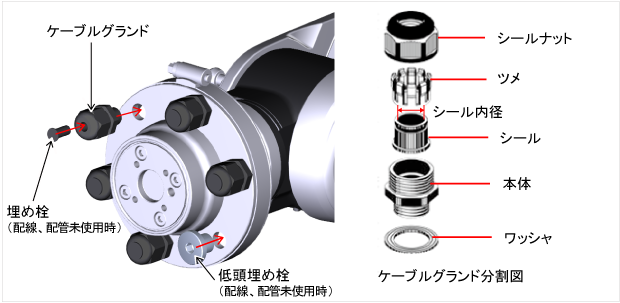 ケーブルグランド
埋め栓
（配線、配管未使用時）
低頭埋め栓
（配線、配管未使用時）
シールナット
ツメ
シール内径
シール
本体
ワッシャ
ケーブルグランド分割図